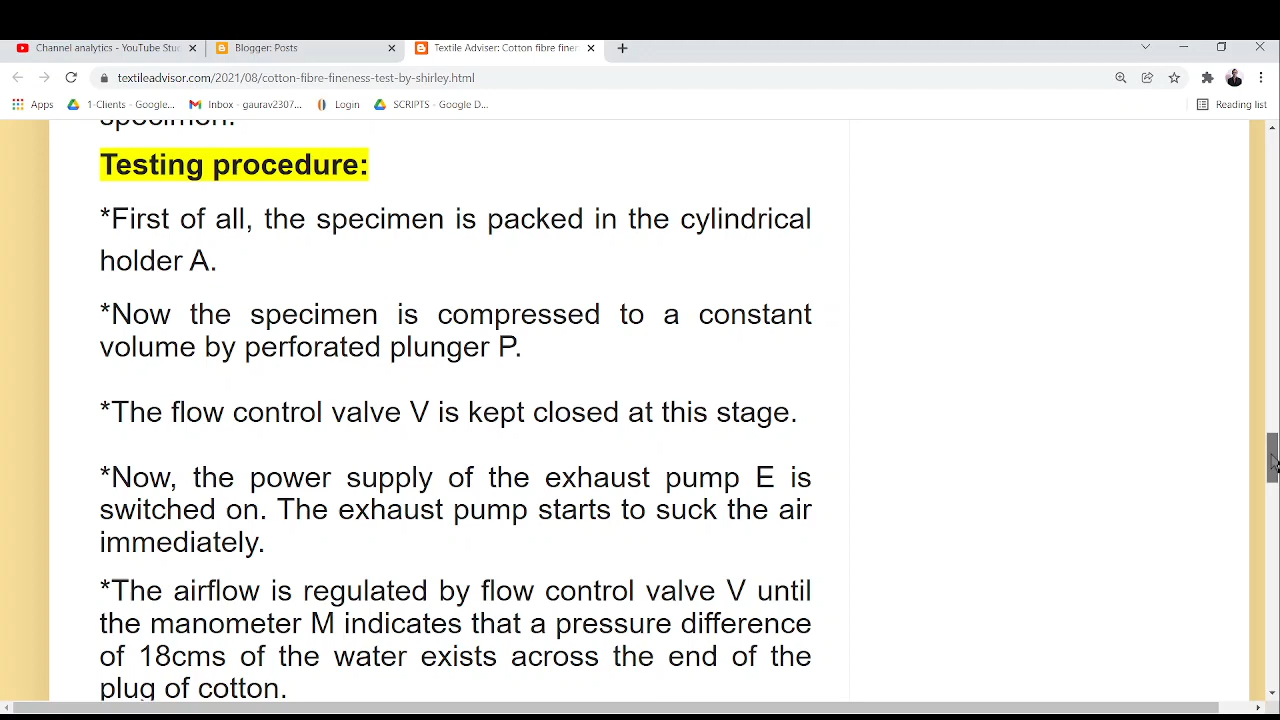 Channel analytics - YouTube Stu
Blogger: Posts
Textile Adviser: Cotton fibre finer
textileadvisor.com/2021/08/cotton-fibre-fineness-test-by-shirley.html
Apps
1-Clients - Google...
Inbox - gaurav2307...
Login
SCRIPTS - Google D...
Reading list
specimen.
Testing procedure:
*First of all, the specimen is packed in the cylindrical
holder A.
*Now the specimen is compressed to a constant
volume by perforated plunger P.
*The flow control valve V is kept closed at this stage.
*Now, the power supply of the exhaust pump E is
switched on. The exhaust pump starts to suck the air
immediately.
*The airflow is regulated by flow control valve V until
the manometer M indicates that a pressure difference
of 18cms of the water exists across the end of the
plug of cotton.